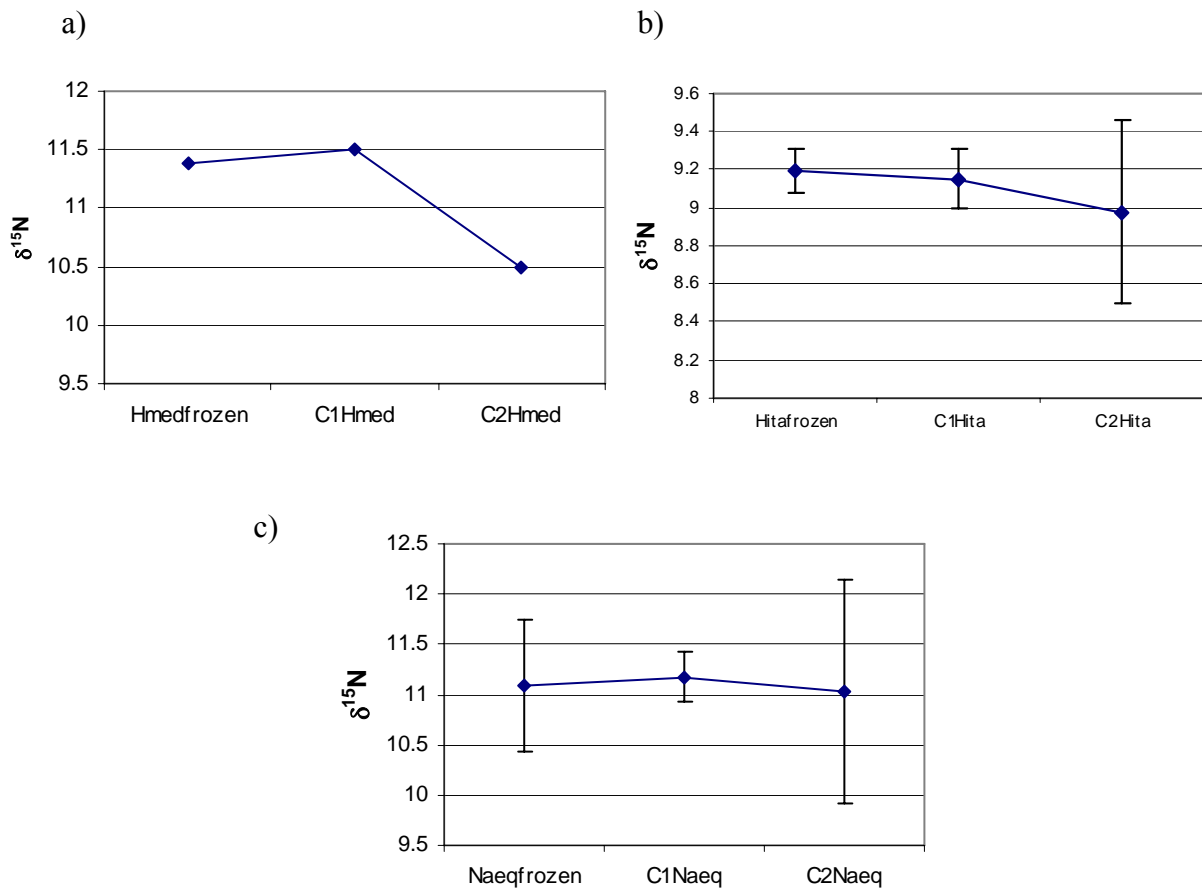 a)
12
11.5
11
10.5
10
9.5
δ¹⁵N
Hmedfrozen C1Hmed C2Hmed
b)
9.6
9.4
9.2
9
8.8
8.6
8.4
8.2
8
δ¹⁵N
Hitafrozen C1Hita C2Hita
c)
12.5
12
11.5
11
10.5
10
9.5
δ¹⁵N
Naeqfrozen C1Naeq C2Naeq